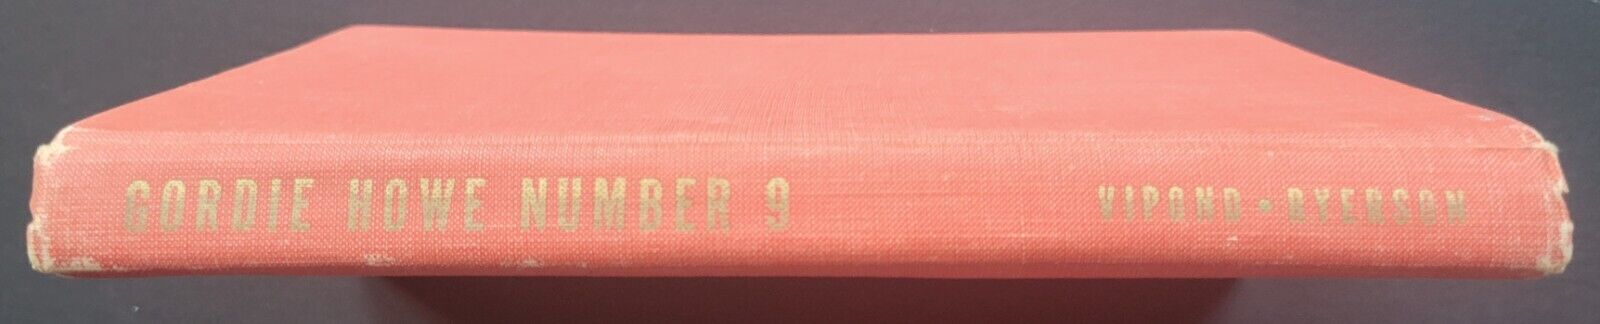 GORDIE HOWE NUMBER 9 VIPOND • RYERSON